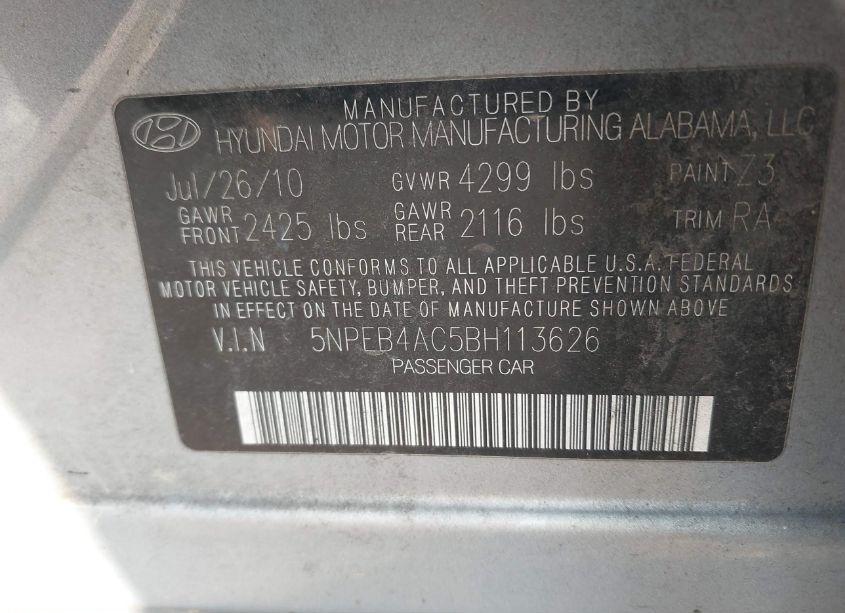 MANUFACTURED BY
HYUNDAI MOTOR MANUFACTURING ALABAMA, LLC
Jul/26/10 GVWR 4299 lbs PAINT Z3
GAWR FRONT 2425 lbs GAWR REAR 2116 lbs TRIM RA
THIS VEHICLE CONFORMS TO ALL APPLICABLE U.S.A. FEDERAL
MOTOR VEHICLE SAFETY, BUMPER, AND THEFT PREVENTION STANDARDS
IN EFFECT ON THE DATE OF MANUFACTURE SHOWN ABOVE
V.I.N 5NPEB4AC5BH113626
PASSENGER CAR